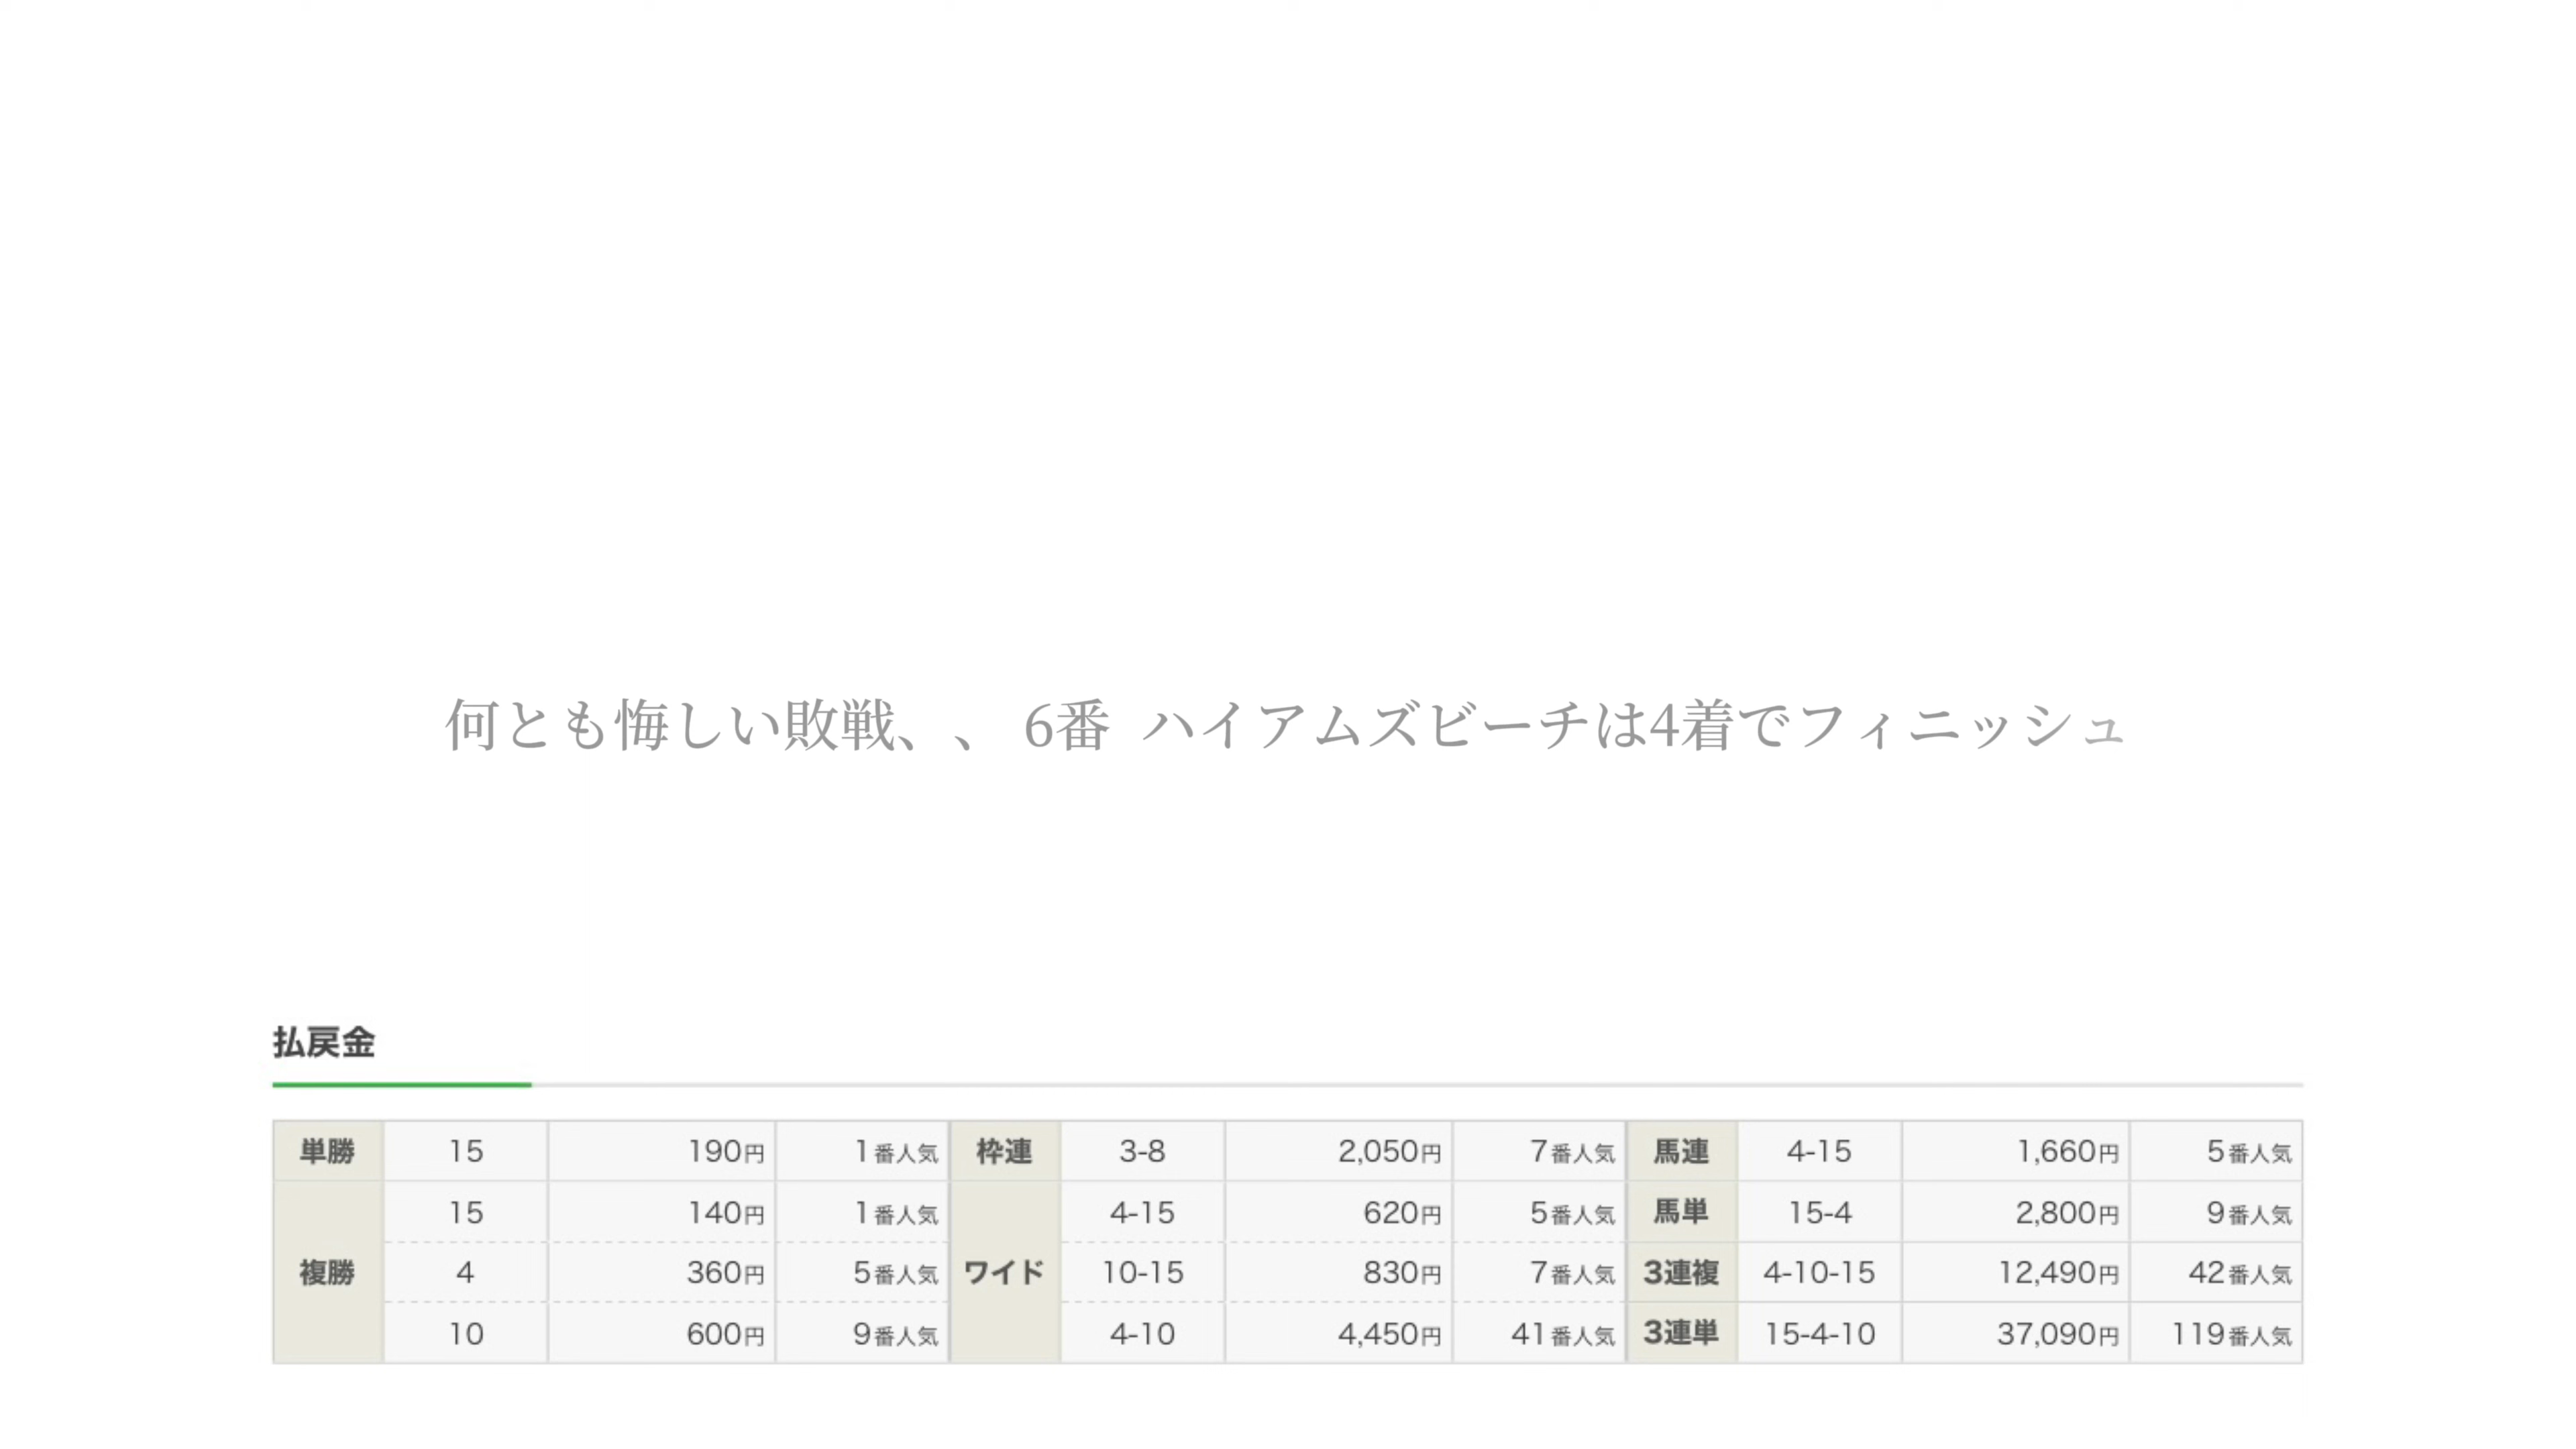 何とも悔しい敗戦、、 6番 ハイアムズビーチは4着でフィニッシュ
払戻金
単勝 15 190円 1番人気 枠連 3-8 2,050円 7番人気 馬連 4-15 1,660円 5番人気
15 140円 1番人気 4-15 620円 5番人気 馬単 15-4 2,800円 9番人気
複勝 4 360円 5番人気 ワイド 10-15 830円 7番人気 3連複 4-10-15 12,490円 42番人気
10 600円 9番人気 4-10 4,450円 41番人気 3連単 15-4-10 37,090円 119番人気